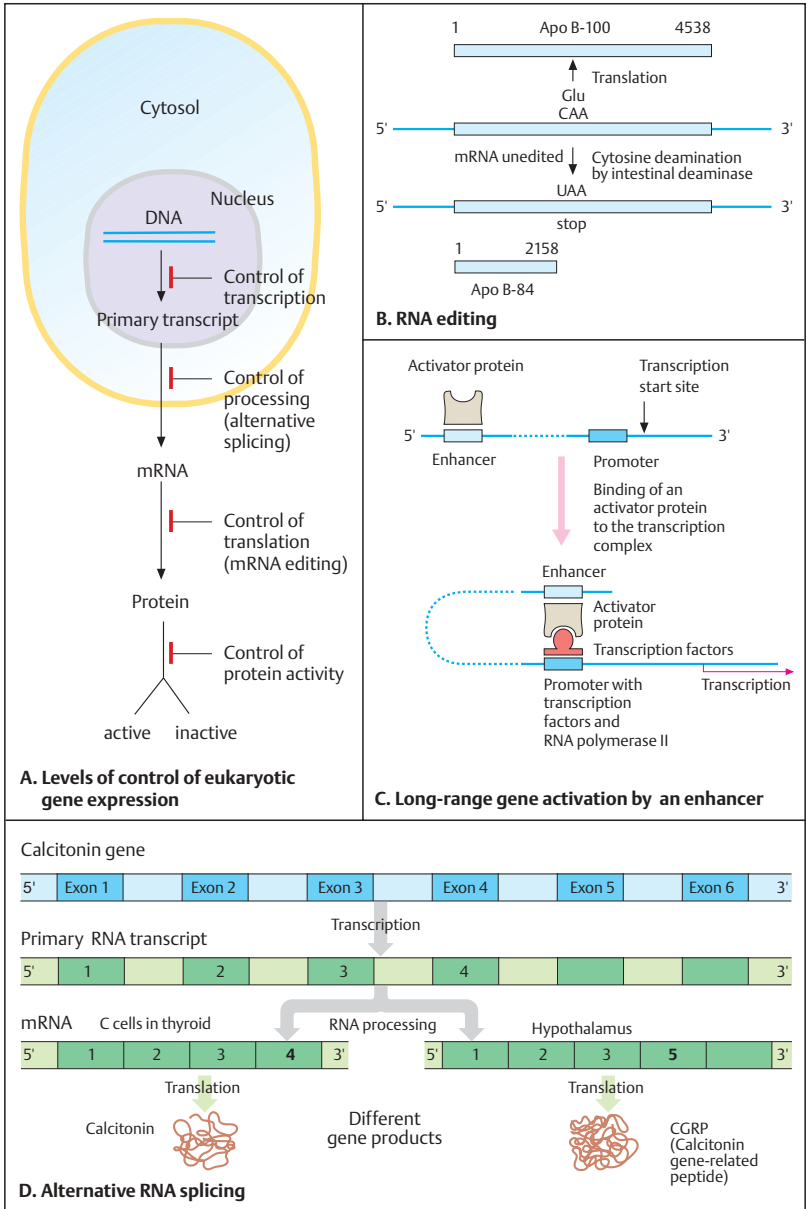 Cytosol
Nucleus
DNA
Control of
transcription
Primary transcript
Control of
processing
(alternative
splicing)
mRNA
Control of
translation
(mRNA editing)
Protein
Control of
protein activity
active inactive
A. Levels of control of eukaryotic
gene expression
1 Apo B-100 4538
Translation
Glu
CAA
5' 3'
mRNA unedited
Cytosine deamination
by intestinal deaminase
UAA
5' 3'
stop
1 2158
Apo B-84
B. RNA editing
Activator protein
Transcription
start site
5' 3'
Enhancer Promoter
Binding of an
activator protein
to the transcription
complex
Enhancer
Activator
protein
Transcription factors
Transcription
Promoter with
transcription
factors and
RNA polymerase II
C. Long-range gene activation by an enhancer
Calcitonin gene
5' Exon 1 Exon 2 Exon 3 Exon 4 Exon 5 Exon 6 3'
Transcription
Primary RNA transcript
5' 1 2 3 4 3'
mRNA C cells in thyroid RNA processing Hypothalamus
5' 1 2 3 4 3' 5' 1 2 3 5 3'
Translation Translation
Calcitonin
Different
gene products
CGRP
(Calcitonin
gene-related
peptide)
D. Alternative RNA splicing